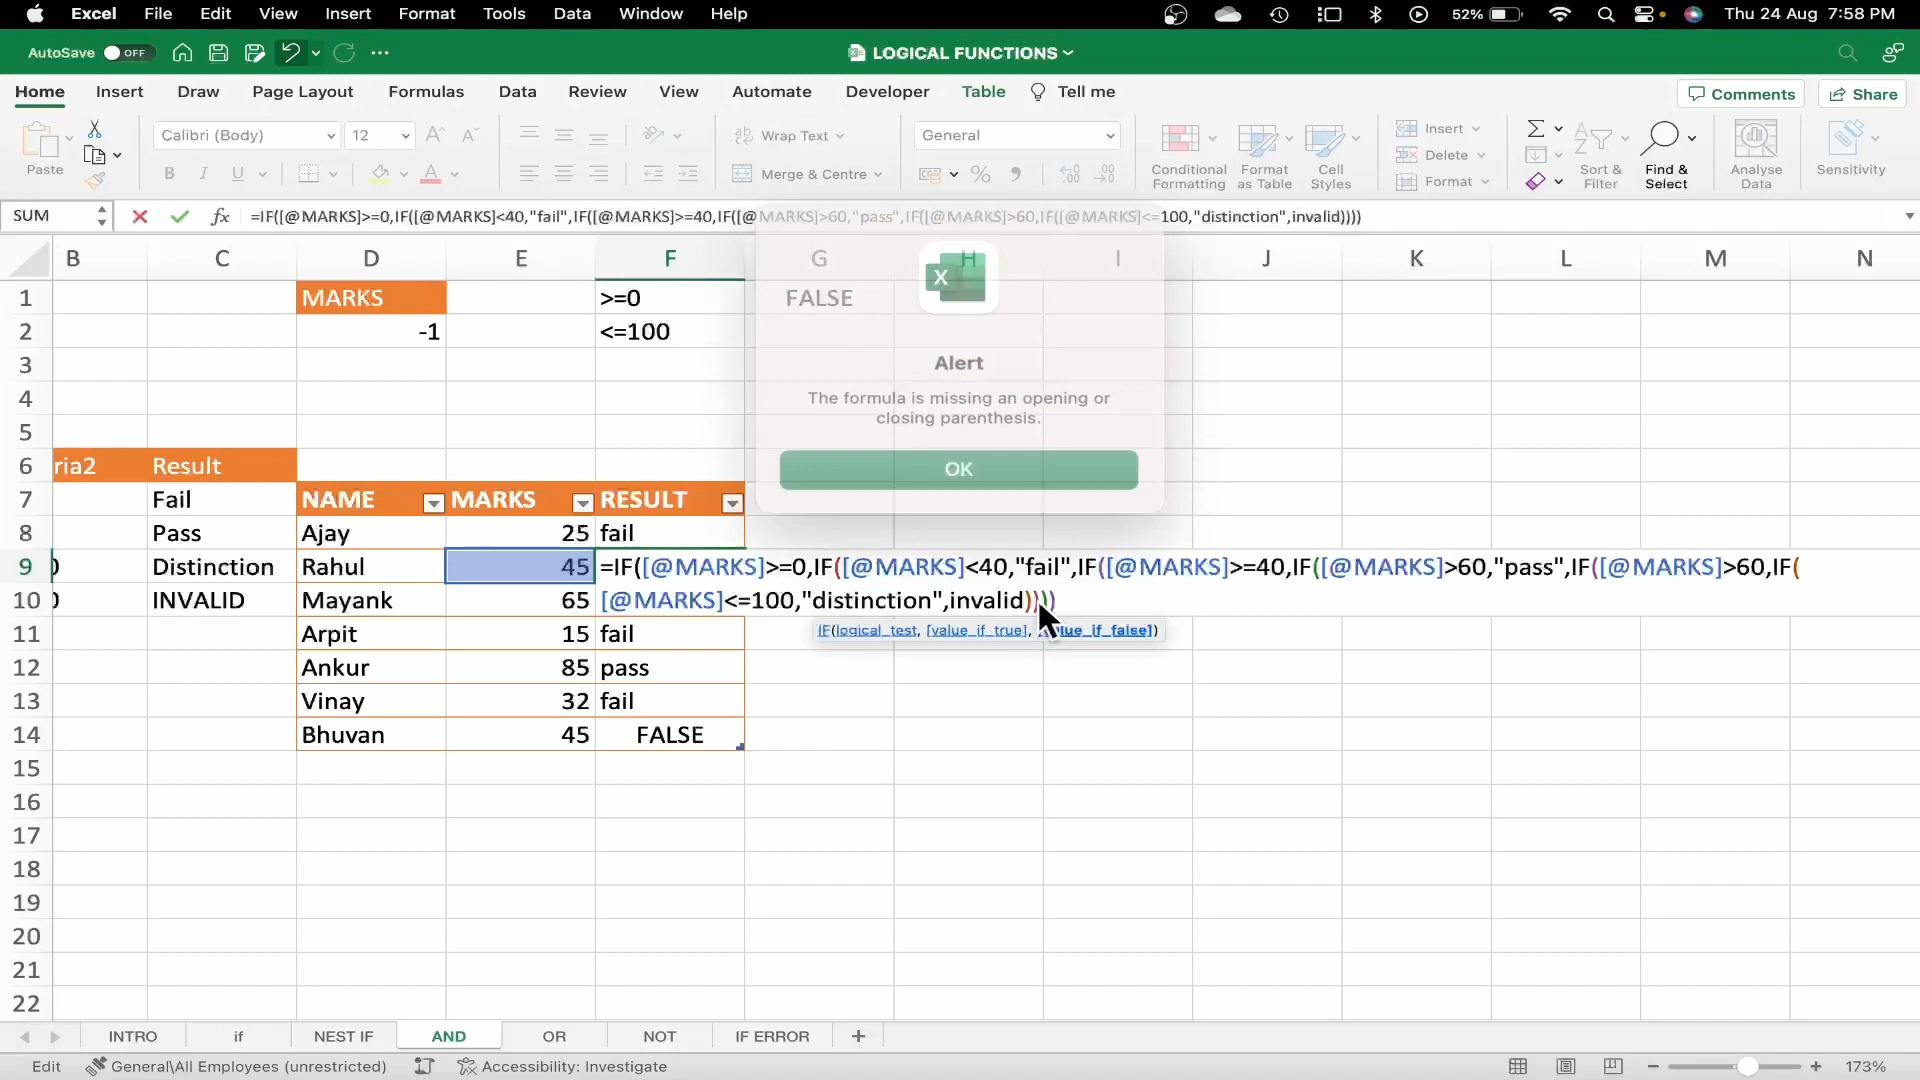 Excel File Edit View Insert Format Tools Data Window Help 52% Thu 24 Aug 7:58 PM
AutoSave OFF LOGICAL FUNCTIONS
Home Insert Draw Page Layout Formulas Data Review View Automate Developer Table Tell me Comments Share
Paste Calibri (Body) 12 A A Wrap Text General Conditional Formatting Format as Table Cell Styles Insert Sort & Filter Find & Select Analyse Data Sensitivity
B I U A Merge & Centre % Delete
Format
SUM fx =IF([@MARKS]>=0,IF([@MARKS]<40,"fail",IF([@MARKS]>=40,IF([@MARKS]>60,"pass",IF([@MARKS]>60,IF([@MARKS]<=100,"distinction",invalid))))
B C D E F G H I J K L M N
1 MARKS >=0 FALSE
2 -1 <=100
3
Alert
4 The formula is missing an opening or
closing parenthesis.
5
6 ria2 Result OK
7 Fail NAME MARKS RESULT
8 Pass Ajay 25 fail
9 Distinction Rahul 45 =IF([@MARKS]>=0,IF([@MARKS]<40,"fail",IF([@MARKS]>=40,IF([@MARKS]>60,"pass",IF([@MARKS]>60,IF(
10 INVALID Mayank 65 [@MARKS]<=100,"distinction",invalid))))
11 Arpit 15 fail IF(logical_test, [value_if_true], [value_if_false])
12 Ankur 85 pass
13 Vinay 32 fail
14 Bhuvan 45 FALSE
15
16
17
18
19
20
21
22
INTRO if NEST IF AND OR NOT IF ERROR +
Edit General\All Employees (unrestricted) Accessibility: Investigate 173%